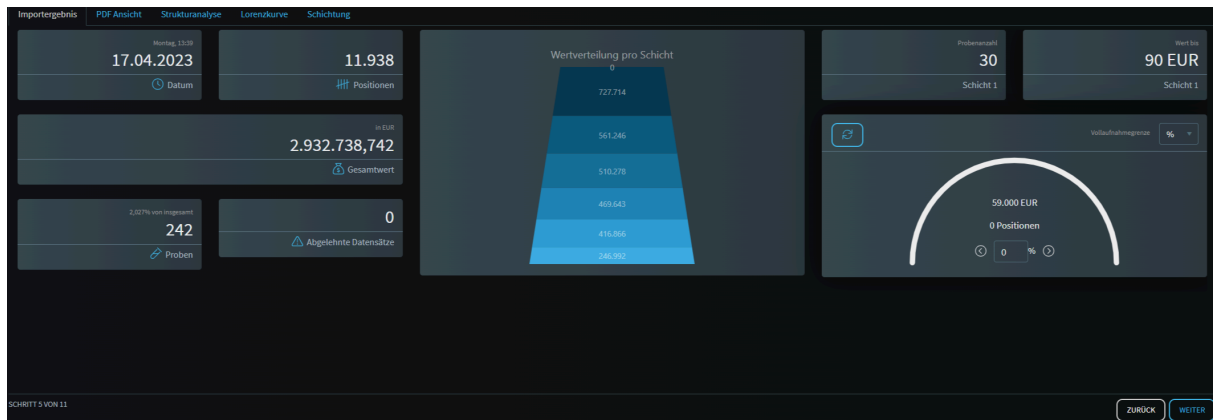 Importergebnis
PDF Ansicht
Strukturanalyse
Lorenzkurve
Schichtung
Montag, 13:39
17.04.2023
Datum
11.938
Positionen
in EUR
2.932.738,742
Gesamtwert
2,027% von insgesamt
242
Proben
0
Abgelehnte Datensätze
Wertverteilung pro Schicht
0
727.714
561.246
510.278
469.643
416.866
246.992
Probenanzahl
30
Schicht 1
Wert bis
90 EUR
Schicht 1
Vollaufnahmegrenze
%
59.000 EUR
0 Positionen
0 %
SCHRITT 5 VON 11
ZURÜCK
WEITER